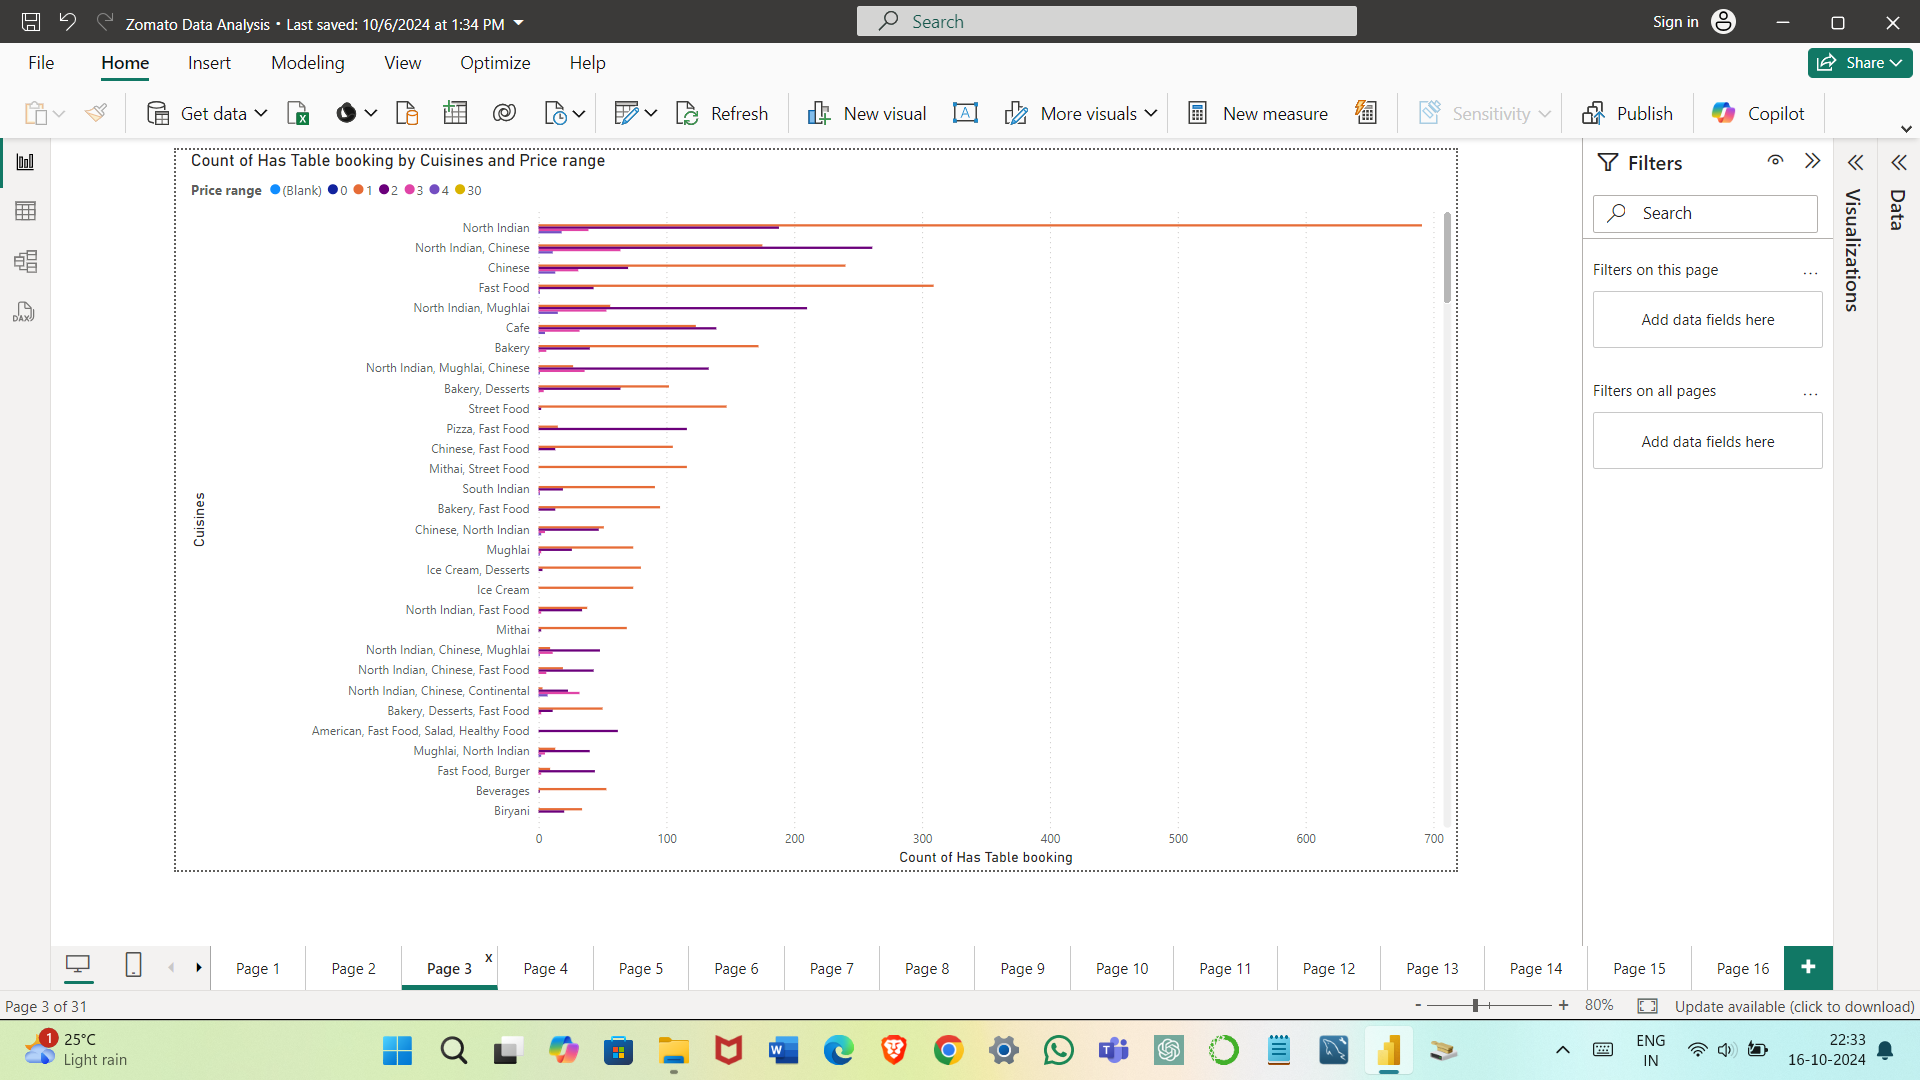 Zomato Data Analysis • Last saved: 10/6/2024 at 1:34 PM
Search
Sign in
File Home Insert Modeling View Optimize Help
Share
Get data
Refresh
New visual
More visuals
New measure
Sensitivity
Publish
Copilot
Count of Has Table booking by Cuisines and Price range
Price range (Blank) 0 1 2 3 4 30
Cuisines
North Indian
North Indian, Chinese
Chinese
Fast Food
North Indian, Mughlai
Cafe
Bakery
North Indian, Mughlai, Chinese
Bakery, Desserts
Street Food
Pizza, Fast Food
Chinese, Fast Food
Mithai, Street Food
South Indian
Bakery, Fast Food
Chinese, North Indian
Mughlai
Ice Cream, Desserts
Ice Cream
North Indian, Fast Food
Mithai
North Indian, Chinese, Mughlai
North Indian, Chinese, Fast Food
North Indian, Chinese, Continental
Bakery, Desserts, Fast Food
American, Fast Food, Salad, Healthy Food
Mughlai, North Indian
Fast Food, Burger
Beverages
Biryani
0 100 200 300 400 500 600 700
Count of Has Table booking
Filters
Search
Filters on this page ...
Add data fields here
Filters on all pages ...
Add data fields here
Visualizations
Data
DAX
Page 1 Page 2 Page 3 x Page 4 Page 5 Page 6 Page 7 Page 8 Page 9 Page 10 Page 11 Page 12 Page 13 Page 14 Page 15 Page 16 +
Page 3 of 31
- + 80%
Update available (click to download)
1
25°C
Light rain
ENG
IN
22:33
16-10-2024